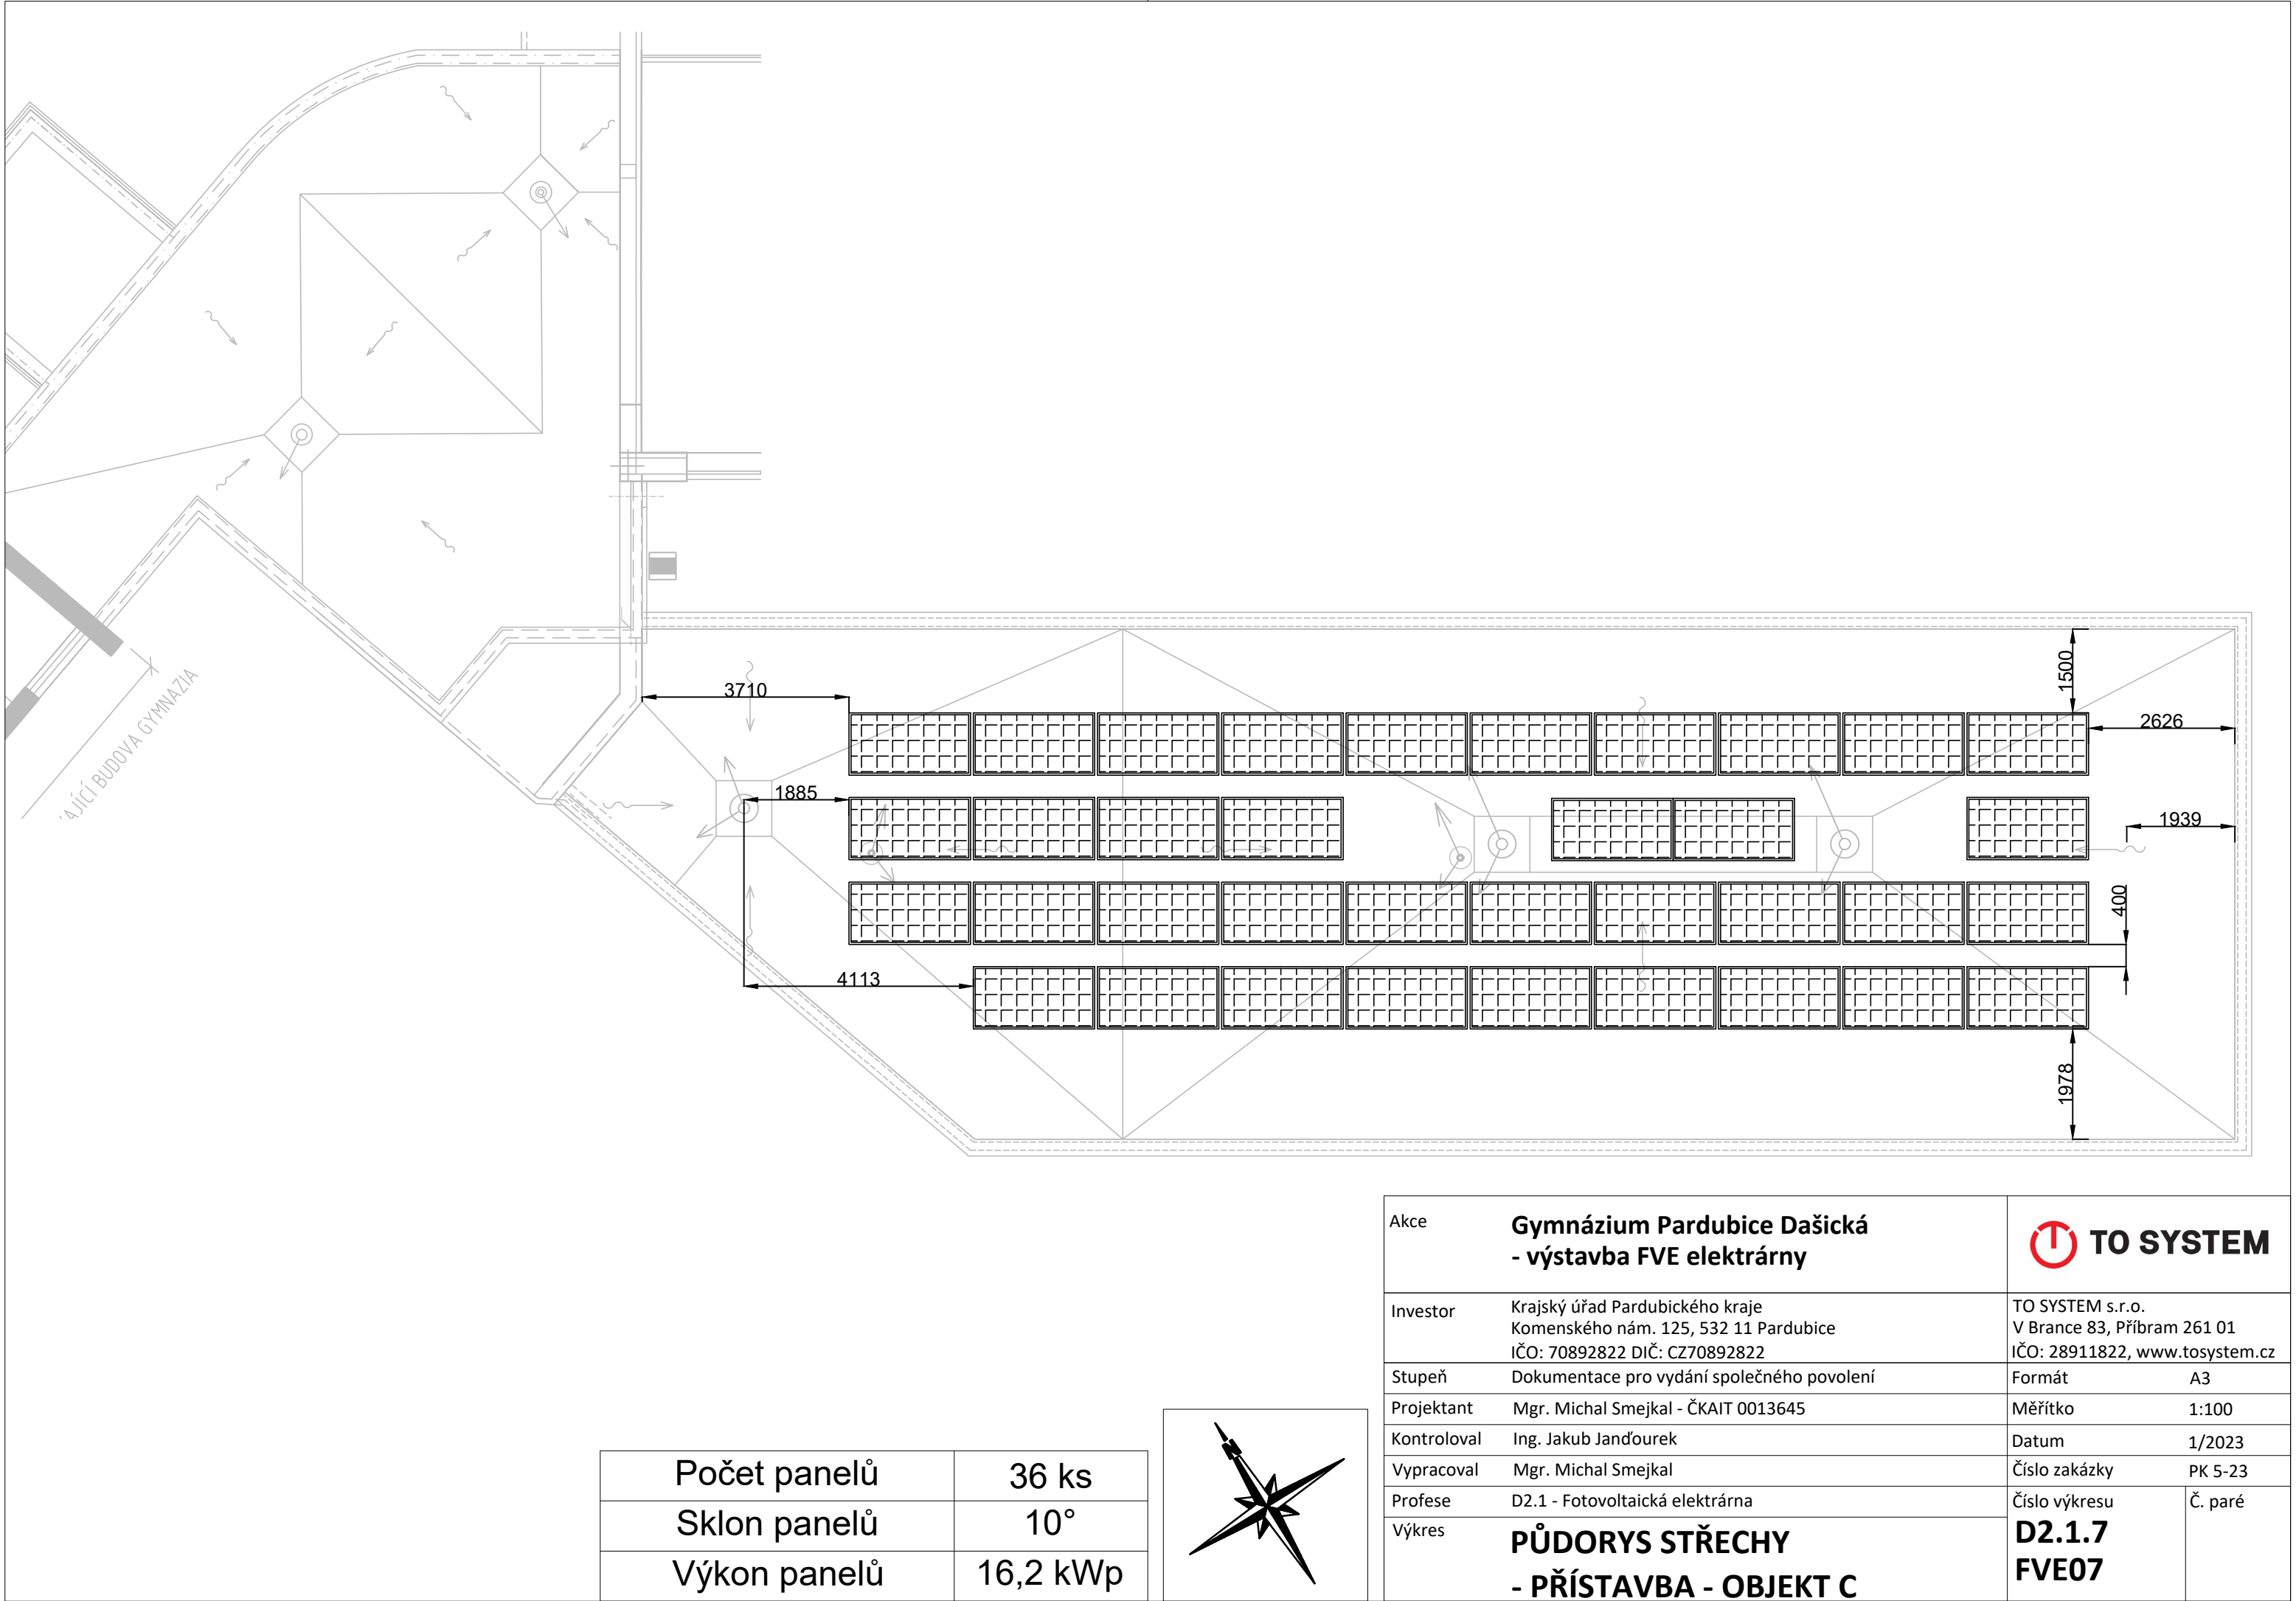 AJÍCÍ BUDOVA GYMNÁZIA
3710
1500
2626
1885
1939
400
4113
1978
Počet panelů 36 ks
Sklon panelů 10°
Výkon panelů 16,2 kWp
Akce Gymnázium Pardubice Dašická
- výstavba FVE elektrárny
TO SYSTEM
Investor Krajský úřad Pardubického kraje
Komenského nám. 125, 532 11 Pardubice
IČO: 70892822 DIČ: CZ70892822
TO SYSTEM s.r.o.
V Brance 83, Příbram 261 01
IČO: 28911822, www.tosystem.cz
Stupeň Dokumentace pro vydání společného povolení
Formát A3
Projektant Mgr. Michal Smejkal - ČKAIT 0013645
Měřítko 1:100
Kontroloval Ing. Jakub Janďourek
Datum 1/2023
Vypracoval Mgr. Michal Smejkal
Číslo zakázky PK 5-23
Profese D2.1 - Fotovoltaická elektrárna
Číslo výkresu Č. paré
Výkres PŮDORYS STŘECHY
- PŘÍSTAVBA - OBJEKT C
D2.1.7
FVE07